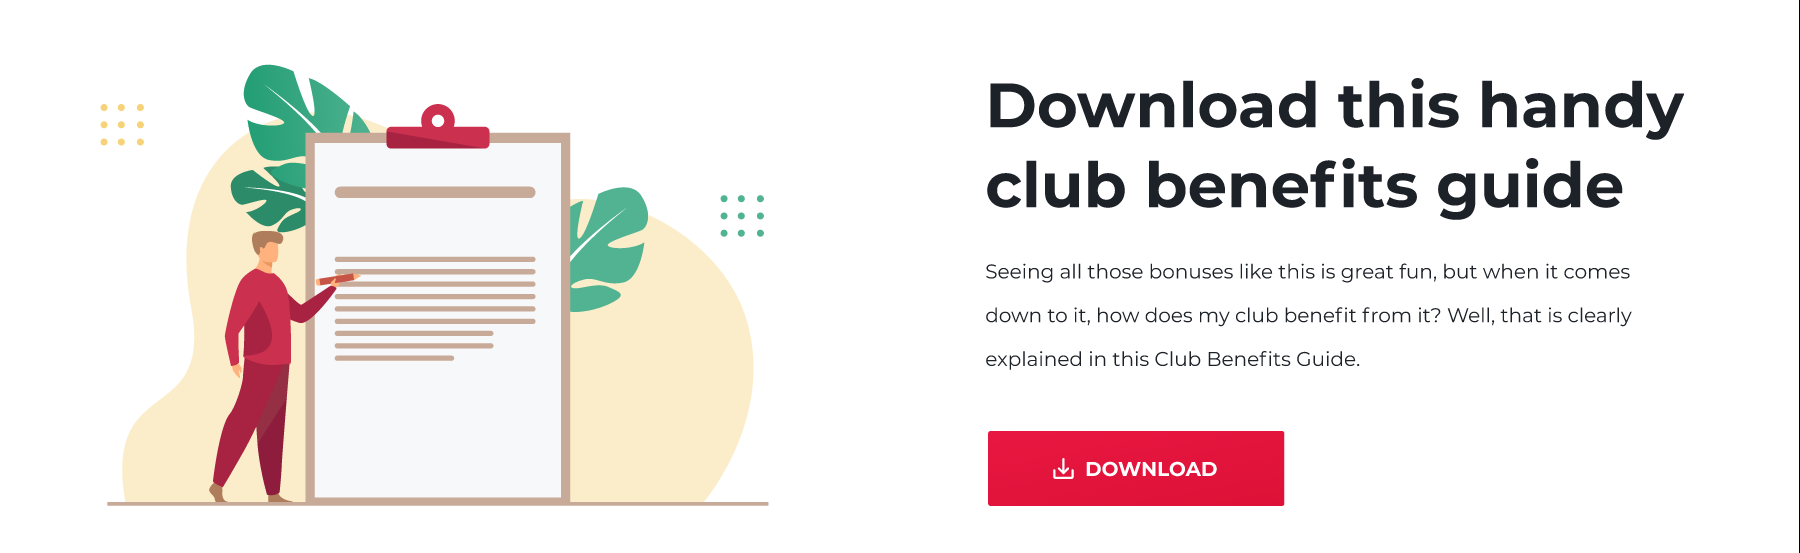 Download this handy
club benefits guide
Seeing all those bonuses like this is great fun, but when it comes
down to it, how does my club benefit from it? Well, that is clearly
explained in this Club Benefits Guide.
DOWNLOAD